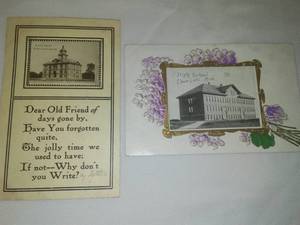 Dear Old Friend of
days gone by,
Have You forgotten
quite,
The jolly time we
used to have;
If not—Why don't
you Write?
High School